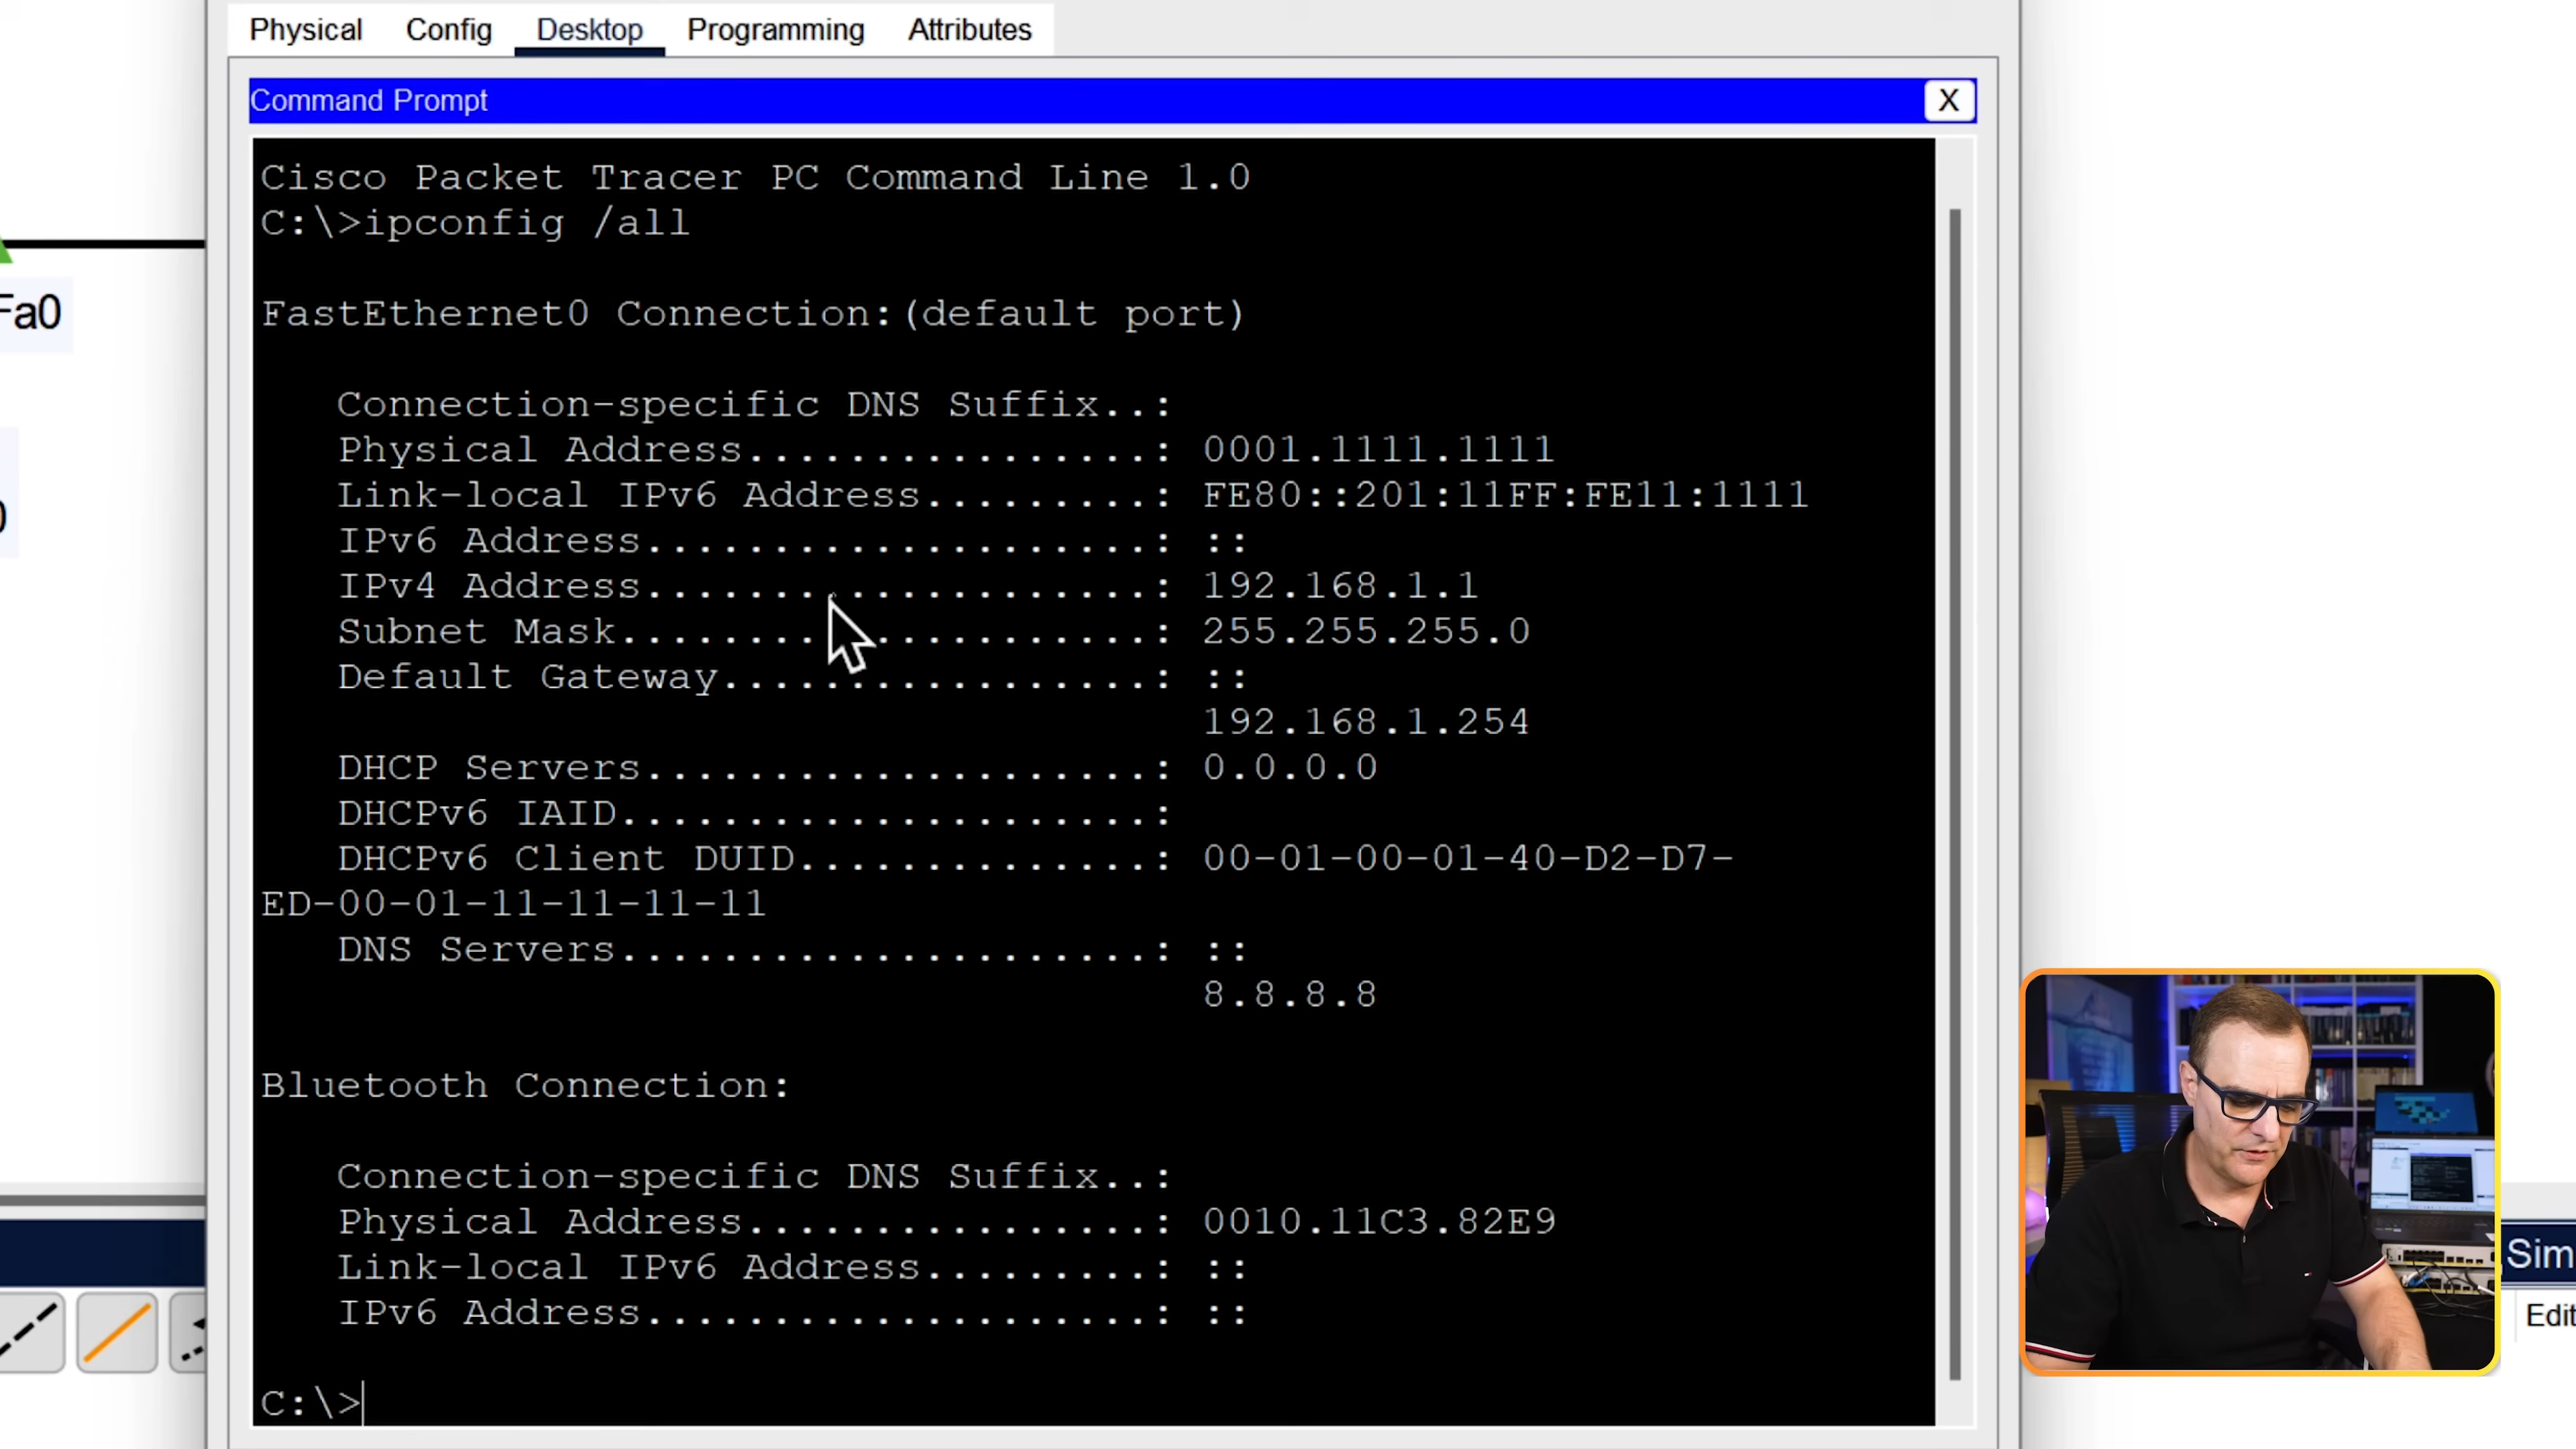 Physical Config Desktop Programming Attributes
Command Prompt X
Cisco Packet Tracer PC Command Line 1.0
C:\>ipconfig /all
FastEthernet0 Connection:(default port)
Fa0
Connection-specific DNS Suffix..:
Physical Address................: 0001.1111.1111
Link-local IPv6 Address.........: FE80::201:11FF:FE11:1111
IPv6 Address....................: ::
IPv4 Address....................: 192.168.1.1
Subnet Mask.....................: 255.255.255.0
Default Gateway.................: ::
192.168.1.254
DHCP Servers....................: 0.0.0.0
DHCPv6 IAID.....................:
DHCPv6 Client DUID..............: 00-01-00-01-40-D2-D7-
ED-00-01-11-11-11-11
DNS Servers.....................: ::
8.8.8.8
Bluetooth Connection:
Connection-specific DNS Suffix..:
Physical Address................: 0010.11C3.82E9
Link-local IPv6 Address.........: ::
IPv6 Address....................: ::
C:\>
Sim
Edit